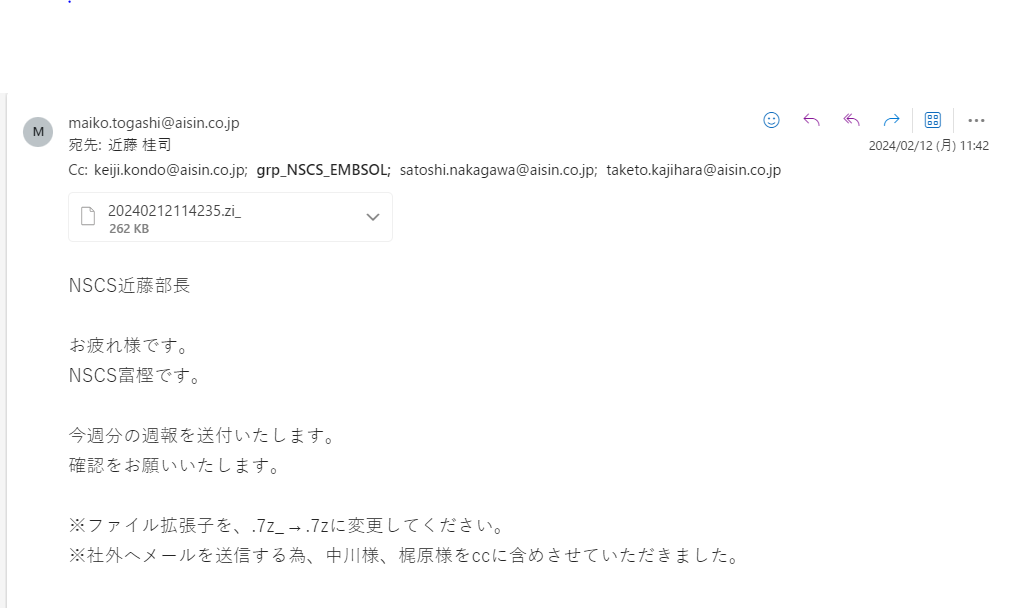 M
maiko.togashi@aisin.co.jp
宛先: 近藤 桂司
2024/02/12 (月) 11:42
Cc: keiji.kondo@aisin.co.jp; grp_NSCS_EMBSOL; satoshi.nakagawa@aisin.co.jp; taketo.kajihara@aisin.co.jp
20240212114235.zi_
262 KB
NSCS近藤部長
お疲れ様です。
NSCS富樫です。
今週分の週報を送付いたします。
確認をお願いいたします。
※ファイル拡張子を、.7z_→.7zに変更してください。
※社外へメールを送信する為、中川様、梶原様をccに含めさせていただきました。